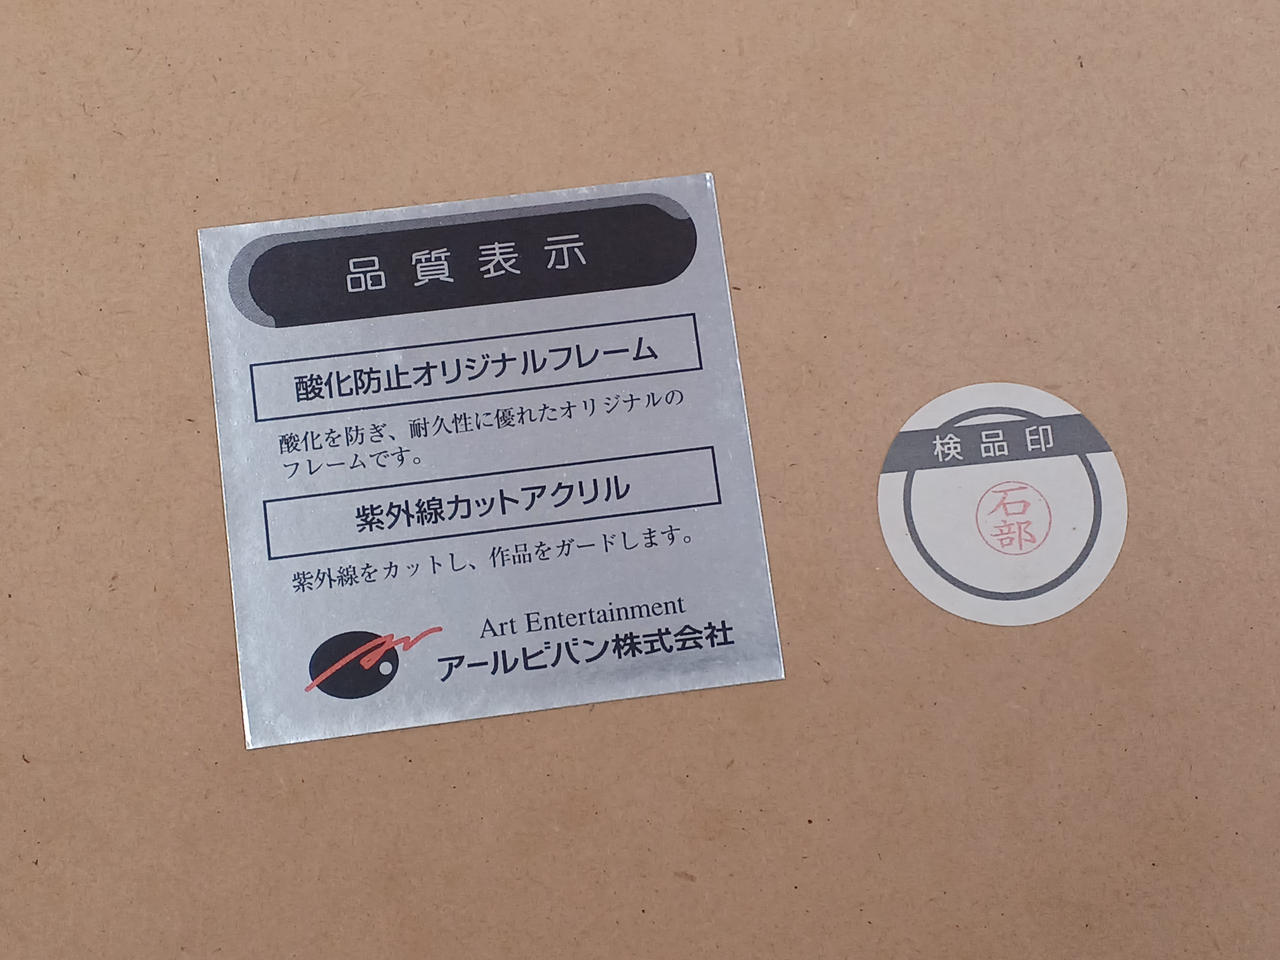 品質表示
酸化防止オリジナルフレーム
酸化を防ぎ、耐久性に優れたオリジナルの
フレームです。
紫外線カットアクリル
紫外線をカットし、作品をガードします。
Art Entertainment
アールビバン株式会社
検品印
石部